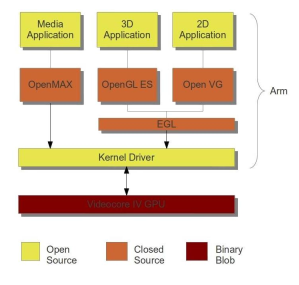 Media
Application
3D
Application
2D
Application
OpenMAX
OpenGL ES
Open VG
Arm
EGL
Kernel Driver
Videocore IV GPU
Open
Source
Closed
Source
Binary
Blob